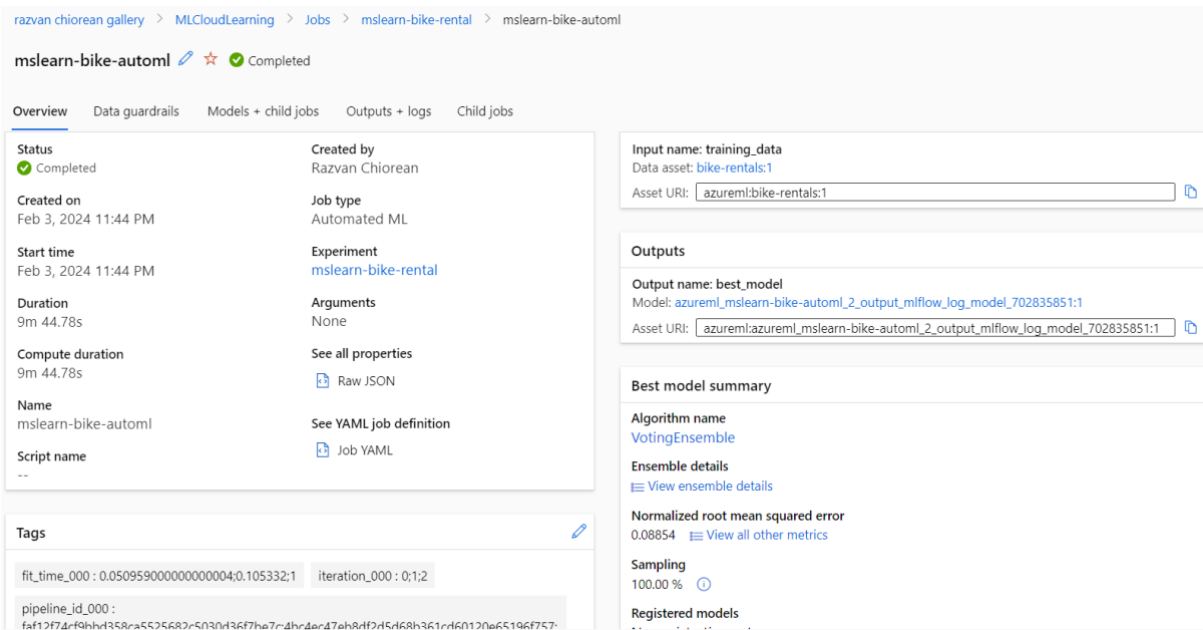 razvan chiorean gallery > MLCloudLearning > Jobs > mslearn-bike-rental > mslearn-bike-automl
mslearn-bike-automl Completed
Overview Data guardrails Models + child jobs Outputs + logs Child jobs
Status
Completed
Created on
Feb 3, 2024 11:44 PM
Start time
Feb 3, 2024 11:44 PM
Duration
9m 44.78s
Compute duration
9m 44.78s
Name
mslearn-bike-automl
Script name
--
Created by
Razvan Chiorean
Job type
Automated ML
Experiment
mslearn-bike-rental
Arguments
None
See all properties
Raw JSON
See YAML job definition
Job YAML
Tags
fit_time_000 : 0.050959000000000004;0.105332;1 iteration_000 : 0;1;2
pipeline_id_000 :
Input name: training_data
Data asset: bike-rentals:1
Asset URI: azureml:bike-rentals:1
Outputs
Output name: best_model
Model: azureml_mslearn-bike-automl_2_output_mlflow_log_model_702835851:1
Asset URI: azureml:azureml_mslearn-bike-automl_2_output_mlflow_log_model_702835851:1
Best model summary
Algorithm name
VotingEnsemble
Ensemble details
View ensemble details
Normalized root mean squared error
0.08854 View all other metrics
Sampling
100.00 %
Registered models